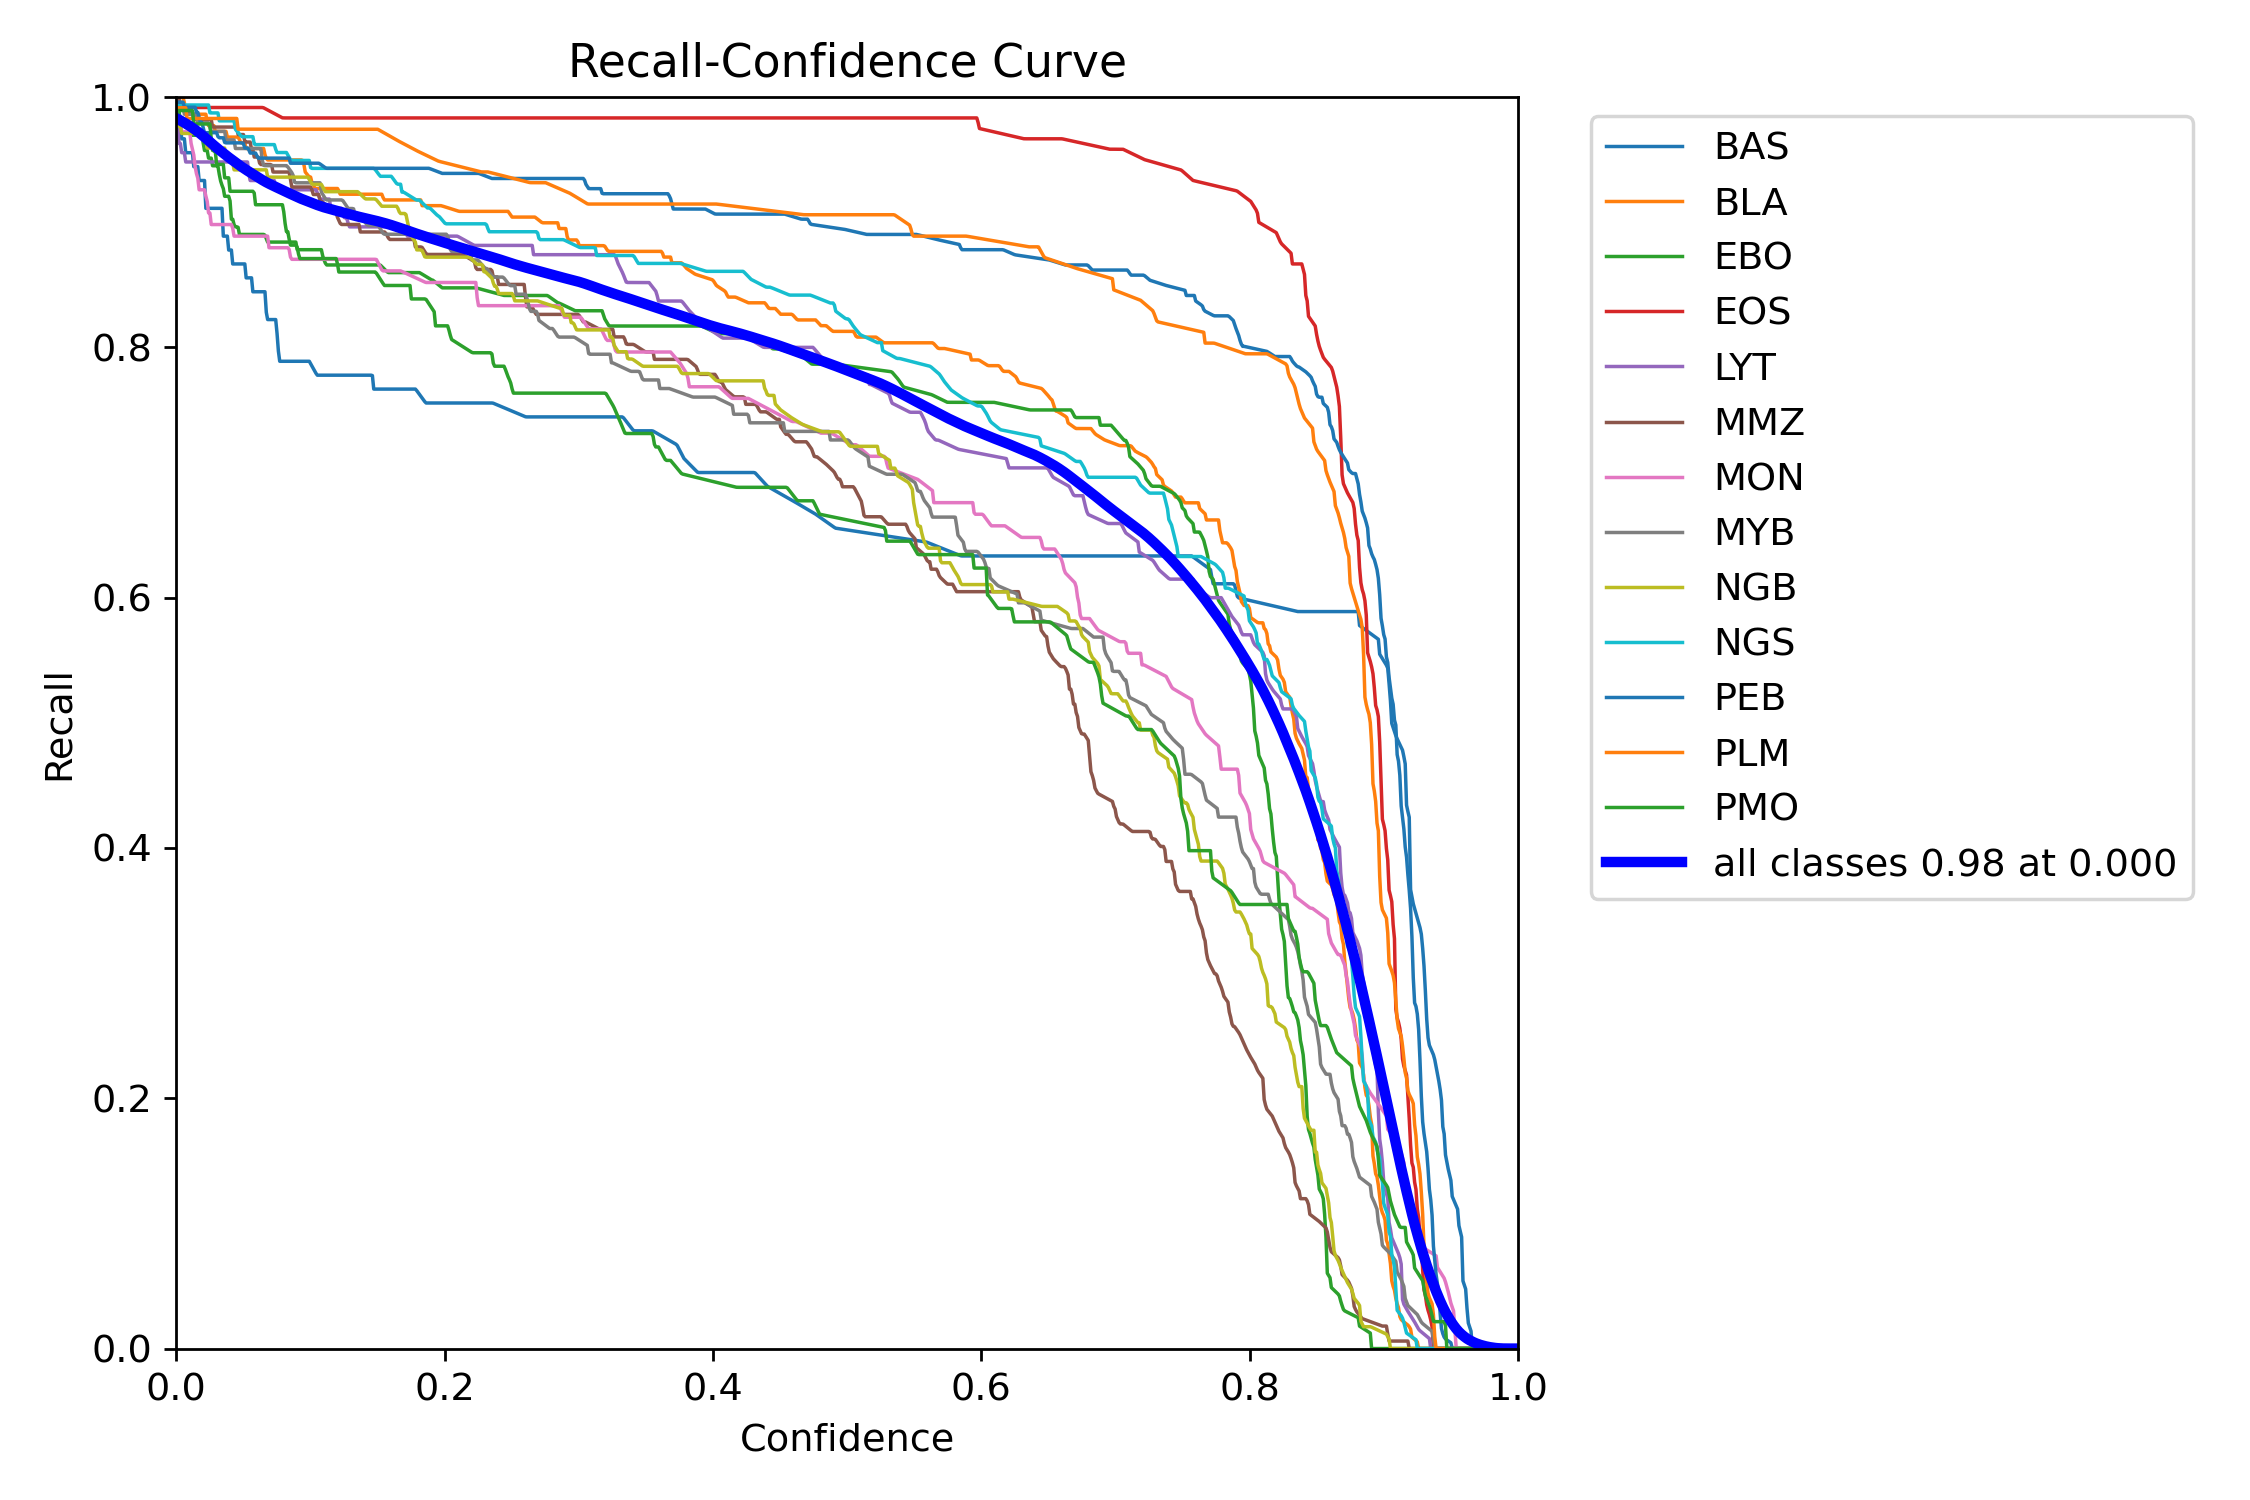 Recall-Confidence Curve
1.0
0.8
0.6
0.4
0.2
0.0
Recall
0.0 0.2 0.4 0.6 0.8 1.0
Confidence
BAS
BLA
EBO
EOS
LYT
MMZ
MON
MYB
NGB
NGS
PEB
PLM
PMO
all classes 0.98 at 0.000